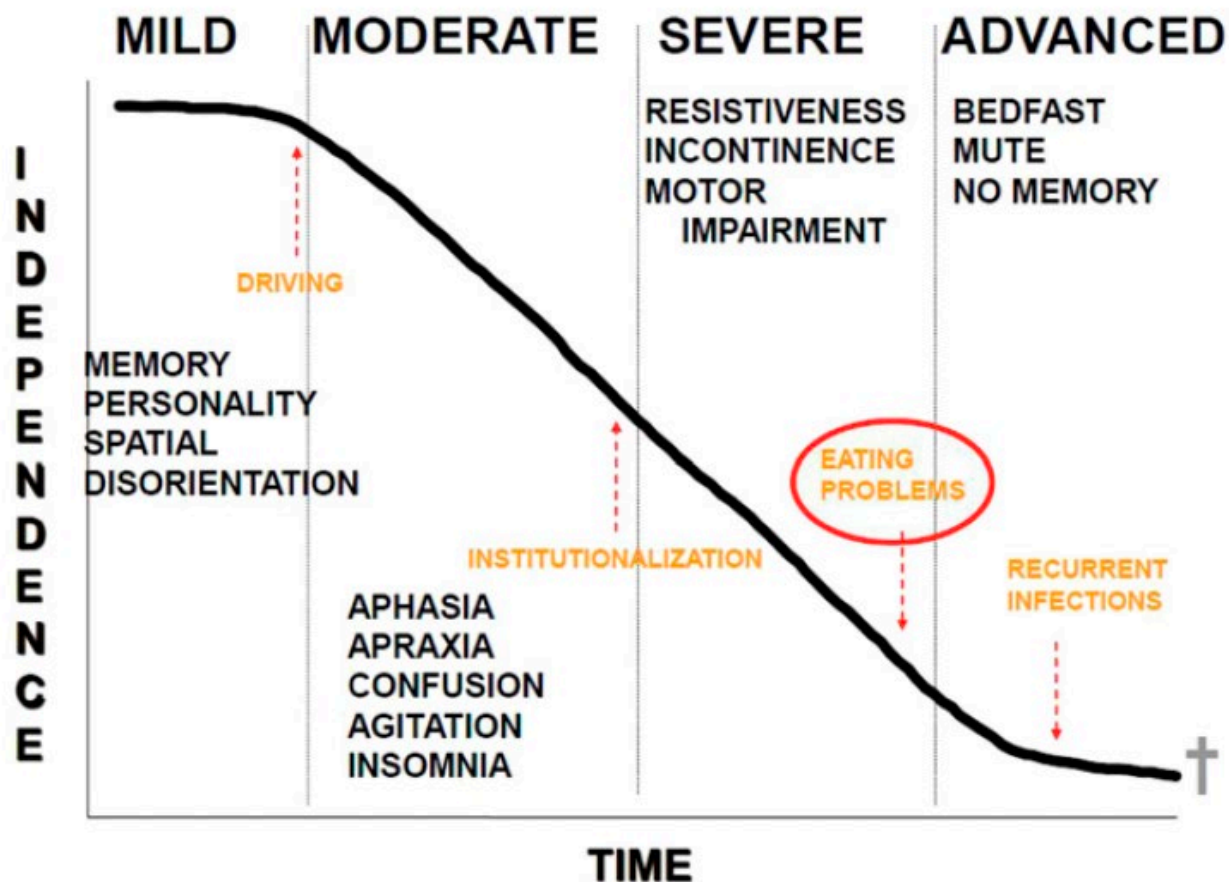 MILD
MODERATE
SEVERE
ADVANCED
INDEPENDENCE
DRIVING
MEMORY
PERSONALITY
SPATIAL
DISORIENTATION
INSTITUTIONALIZATION
APHASIA
APRAXIA
CONFUSION
AGITATION
INSOMNIA
RESISTIVENESS
INCONTINENCE
MOTOR
IMPAIRMENT
EATING
PROBLEMS
BEDFAST
MUTE
NO MEMORY
RECURRENT
INFECTIONS
TIME